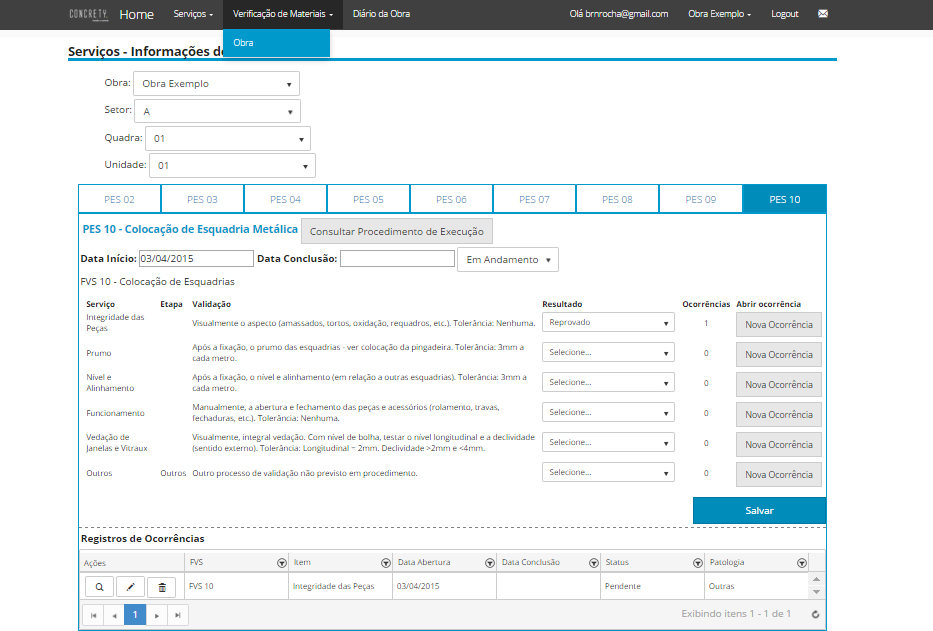 CONCRETY Home Serviços Verificação de Materiais Diário da Obra Olá brnrocha@gmail.com Obra Exemplo Logout
Obra
Serviços - Informações d
Obra: Obra Exemplo
Setor: A
Quadra: 01
Unidade: 01
PES 02 PES 03 PES 04 PES 05 PES 06 PES 07 PES 08 PES 09 PES 10
PES 10 - Colocação de Esquadria Metálica Consultar Procedimento de Execução
Data Início: 03/04/2015 Data Conclusão: Em Andamento
FVS 10 - Colocação de Esquadrias
Serviço Etapa Validação Resultado Ocorrências Abrir ocorrência
Integridade das
Peças
Visualmente o aspecto (amassados, tortos, oxidação, requadros, etc.). Tolerância: Nenhuma. Reprovado 1 Nova Ocorrência
Prumo
Após a fixação, o prumo das esquadrias - ver colocação da pingadeira. Tolerância: 3mm a
cada metro.
Selecione... 0 Nova Ocorrência
Nível e
Alinhamento
Após a fixação, o nível e alinhamento (em relação a outras esquadrias). Tolerância: 3mm a
cada metro.
Selecione... 0 Nova Ocorrência
Funcionamento
Manualmente, a abertura e fechamento das peças e acessórios (rolamento, travas,
fechaduras, etc.). Tolerância: Nenhuma.
Selecione... 0 Nova Ocorrência
Vedação de
Janelas e Vitraux
Visualmente, integral vedação. Com nível de bolha, testar o nível longitudinal e a declividade
(sentido externo). Tolerância: Longitudinal = 2mm. Declividade >2mm e <4mm.
Selecione... 0 Nova Ocorrência
Outros Outros Outro processo de validação não previsto em procedimento. Selecione... 0 Nova Ocorrência
Salvar
Registros de Ocorrências
Ações FVS Item Data Abertura Data Conclusão Status Patologia
FVS 10 Integridade das Peças 03/04/2015 Pendente Outras
1 Exibindo itens 1 - 1 de 1